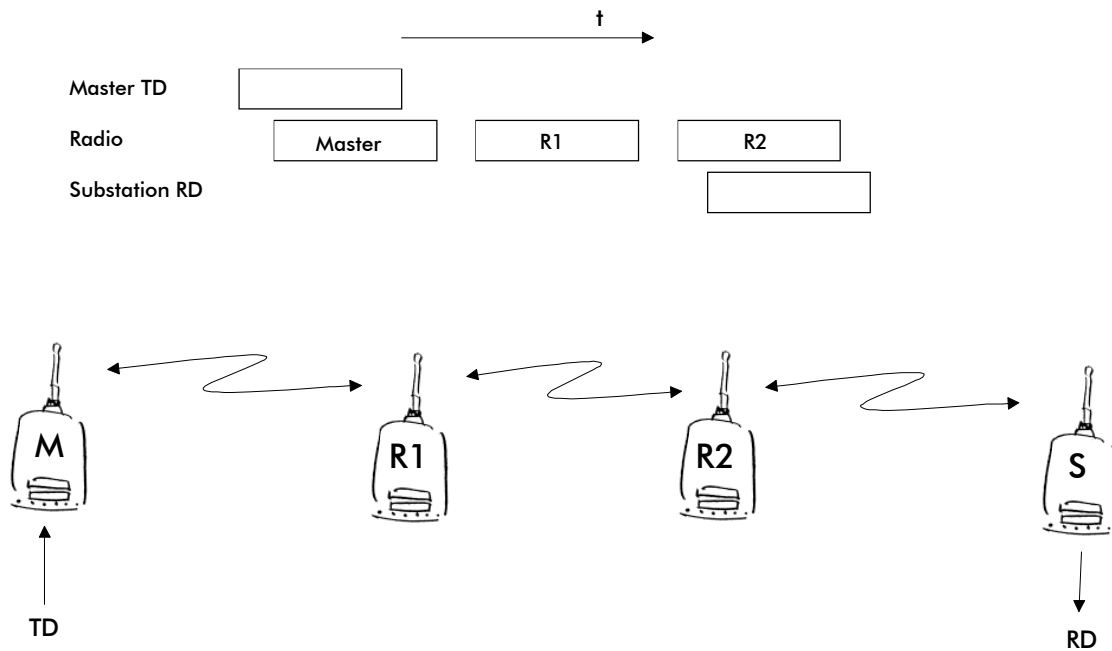 t
Master TD
Radio Master R1 R2
Substation RD
M R1 R2 S
TD RD